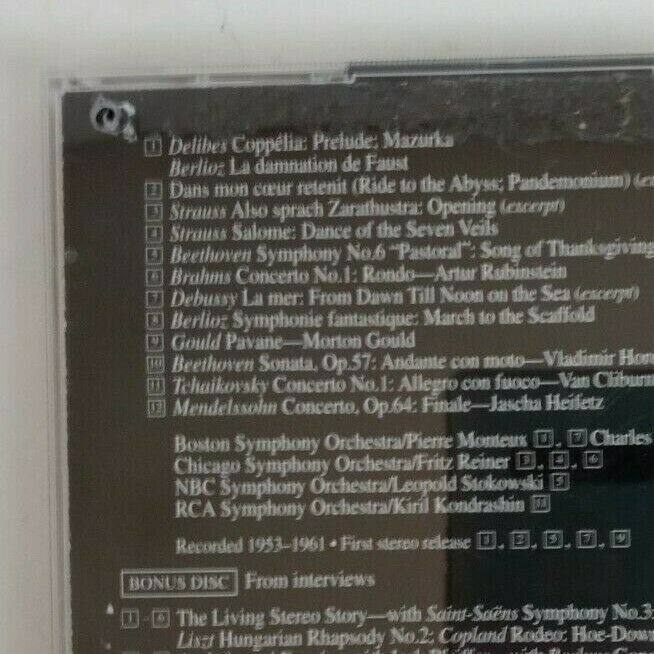 1 Delibes Coppélia: Prelude; Mazurka
Berlioz La damnation de Faust
2 Dans mon cœur retenit (Ride to the Abyss; Pandemonium)
3 Strauss Also sprach Zarathustra: Opening (excerpt)
4 Strauss Salome: Dance of the Seven Veils
5 Beethoven Symphony No.6 "Pastoral": Song of Thanksgiving
6 Brahms Concerto No.1: Rondo—Artur Rubinstein
7 Debussy La mer: From Dawn Till Noon on the Sea (excerpt)
8 Berlioz Symphonie fantastique: March to the Scaffold
9 Gould Pavane—Morton Gould
10 Beethoven Sonata, Op.57: Andante con moto—Vladimir
11 Tchaikovsky Concerto No.1: Allegro con fuoco—Van Cliburn
12 Mendelssohn Concerto, Op.64: Finale—Jascha Heifetz
Boston Symphony Orchestra/Pierre Monteux Charles
Chicago Symphony Orchestra/Fritz Reiner 3, 4, 6
NBC Symphony Orchestra/Leopold Stokowski 5
RCA Symphony Orchestra/Kiril Kondrashin 11
Recorded 1953–1961 • First stereo release
BONUS DISC From interviews
1 - 6 The Living Stereo Story—with Saint-Saëns Symphony No.3;
Liszt Hungarian Rhapsody No.2; Copland Rodeo: Hoe-Down